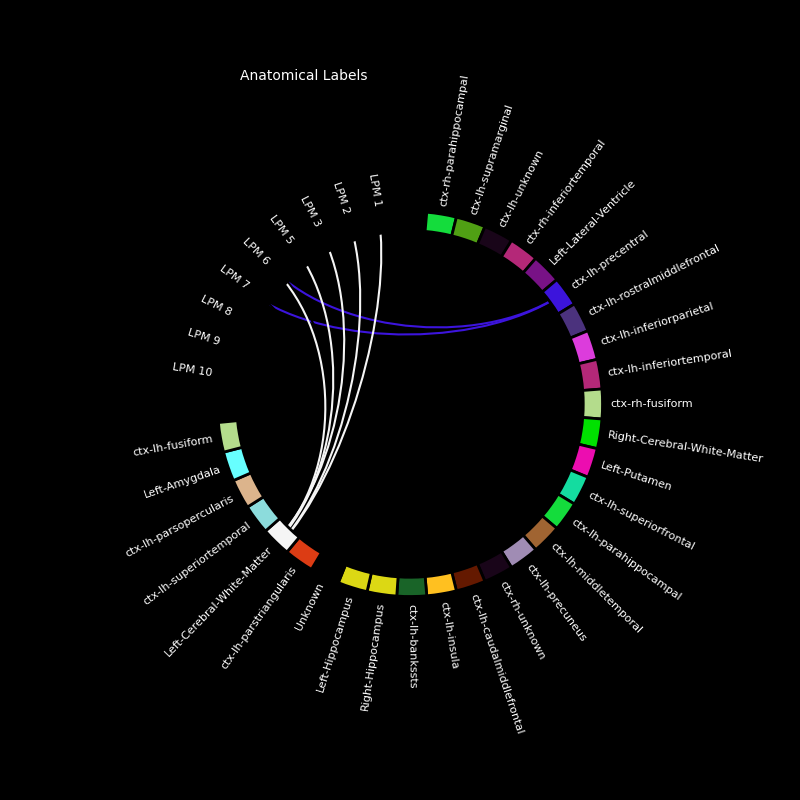 Anatomical Labels
ctx-rh-parahippocampal
ctx-lh-supramarginal
ctx-lh-unknown
ctx-rh-inferiortemporal
Left-Lateral-Ventricle
ctx-lh-precentral
ctx-lh-rostralmiddlefrontal
ctx-lh-inferiorparietal
ctx-lh-inferiortemporal
ctx-rh-fusiform
Right-Cerebral-White-Matter
Left-Putamen
ctx-lh-superiorfrontal
ctx-lh-parahippocampal
ctx-lh-middletemporal
ctx-lh-precuneus
ctx-rh-unknown
ctx-lh-caudalmiddlefrontal
ctx-lh-insula
ctx-lh-bankssts
Right-Hippocampus
Left-Hippocampus
Unknown
ctx-lh-parstriangularis
Left-Cerebral-White-Matter
ctx-lh-superiortemporal
ctx-lh-parsopercularis
Left-Amygdala
ctx-lh-fusiform
LPM 10
LPM 9
LPM 8
LPM 7
LPM 6
LPM 5
LPM 3
LPM 2
LPM 1